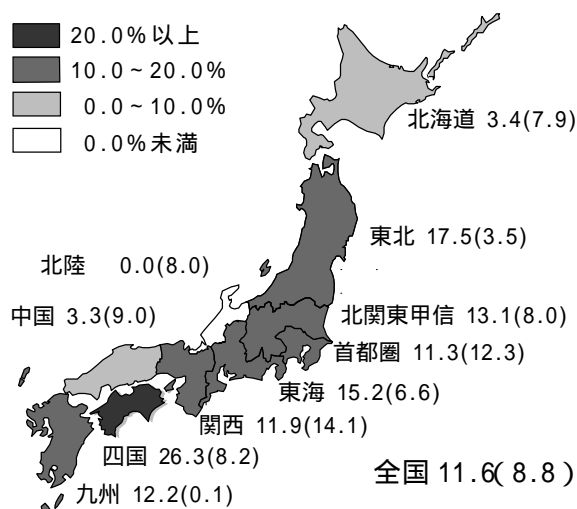 20.0%以上
10.0~20.0%
0.0~10.0%
0.0%未満
北海道 3.4(7.9)
東北 17.5(3.5)
北陸 0.0(8.0)
中国 3.3(9.0)
北関東甲信 13.1(8.0)
首都圏 11.3(12.3)
東海 15.2(6.6)
関西 11.9(14.1)
四国 26.3(8.2)
九州 12.2(0.1)
全国 11.6(8.8)